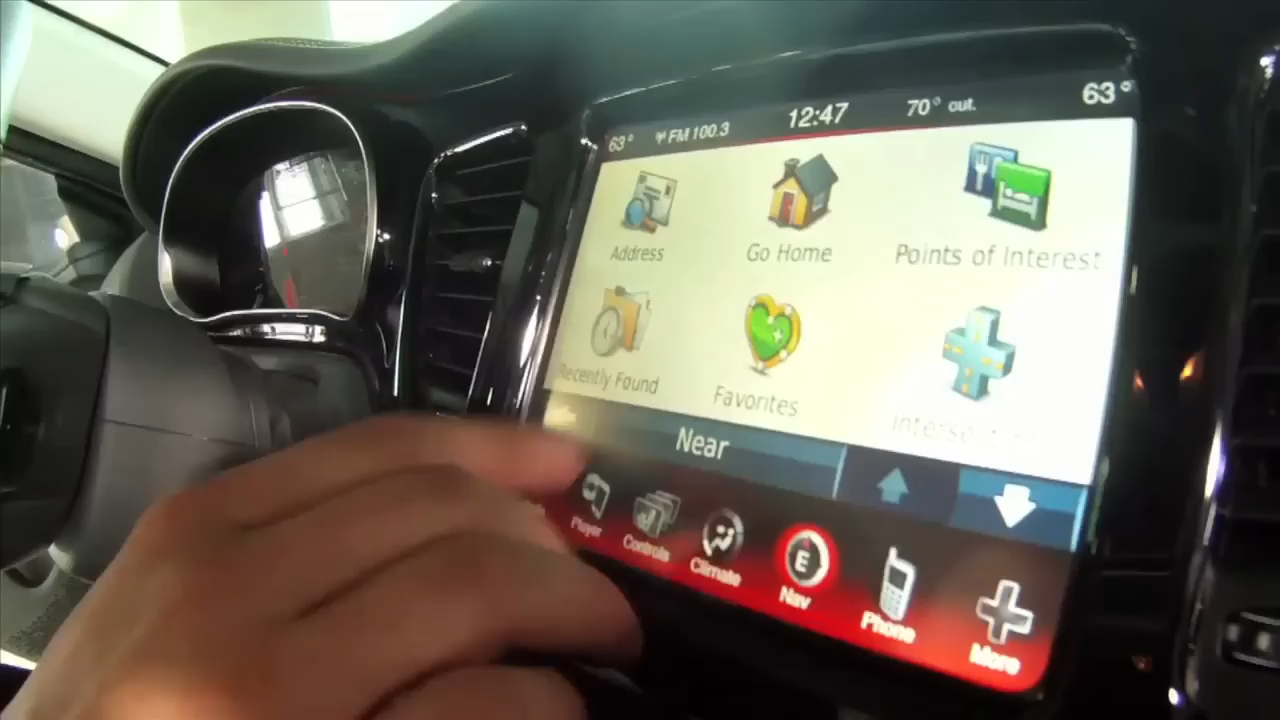 63° FM 100.3 12:47 70° out. 63°
Address Go Home Points of Interest
Recently Found Favorites
Near
Player Controls Climate E Nav Phone More